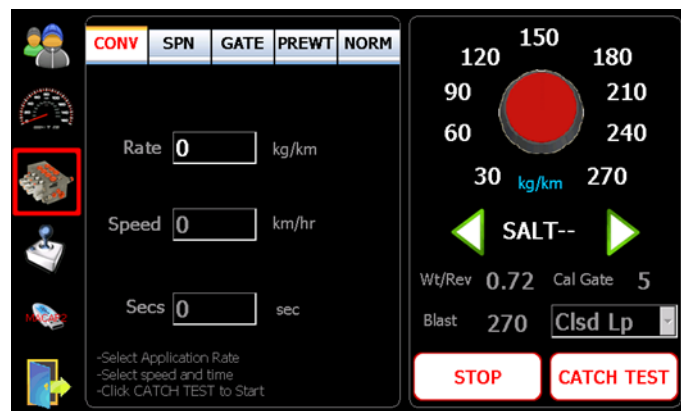 CONV SPN GATE PREWT NORM
Rate 0 kg/km
Speed 0 km/hr
Secs 0 sec
-Select Application Rate
-Select speed and time
-Click CATCH TEST to Start
150
120 180
90 210
60 240
30 kg/km 270
SALT--
Wt/Rev 0.72 Cal Gate 5
Blast 270 Clsd Lp
STOP CATCH TEST